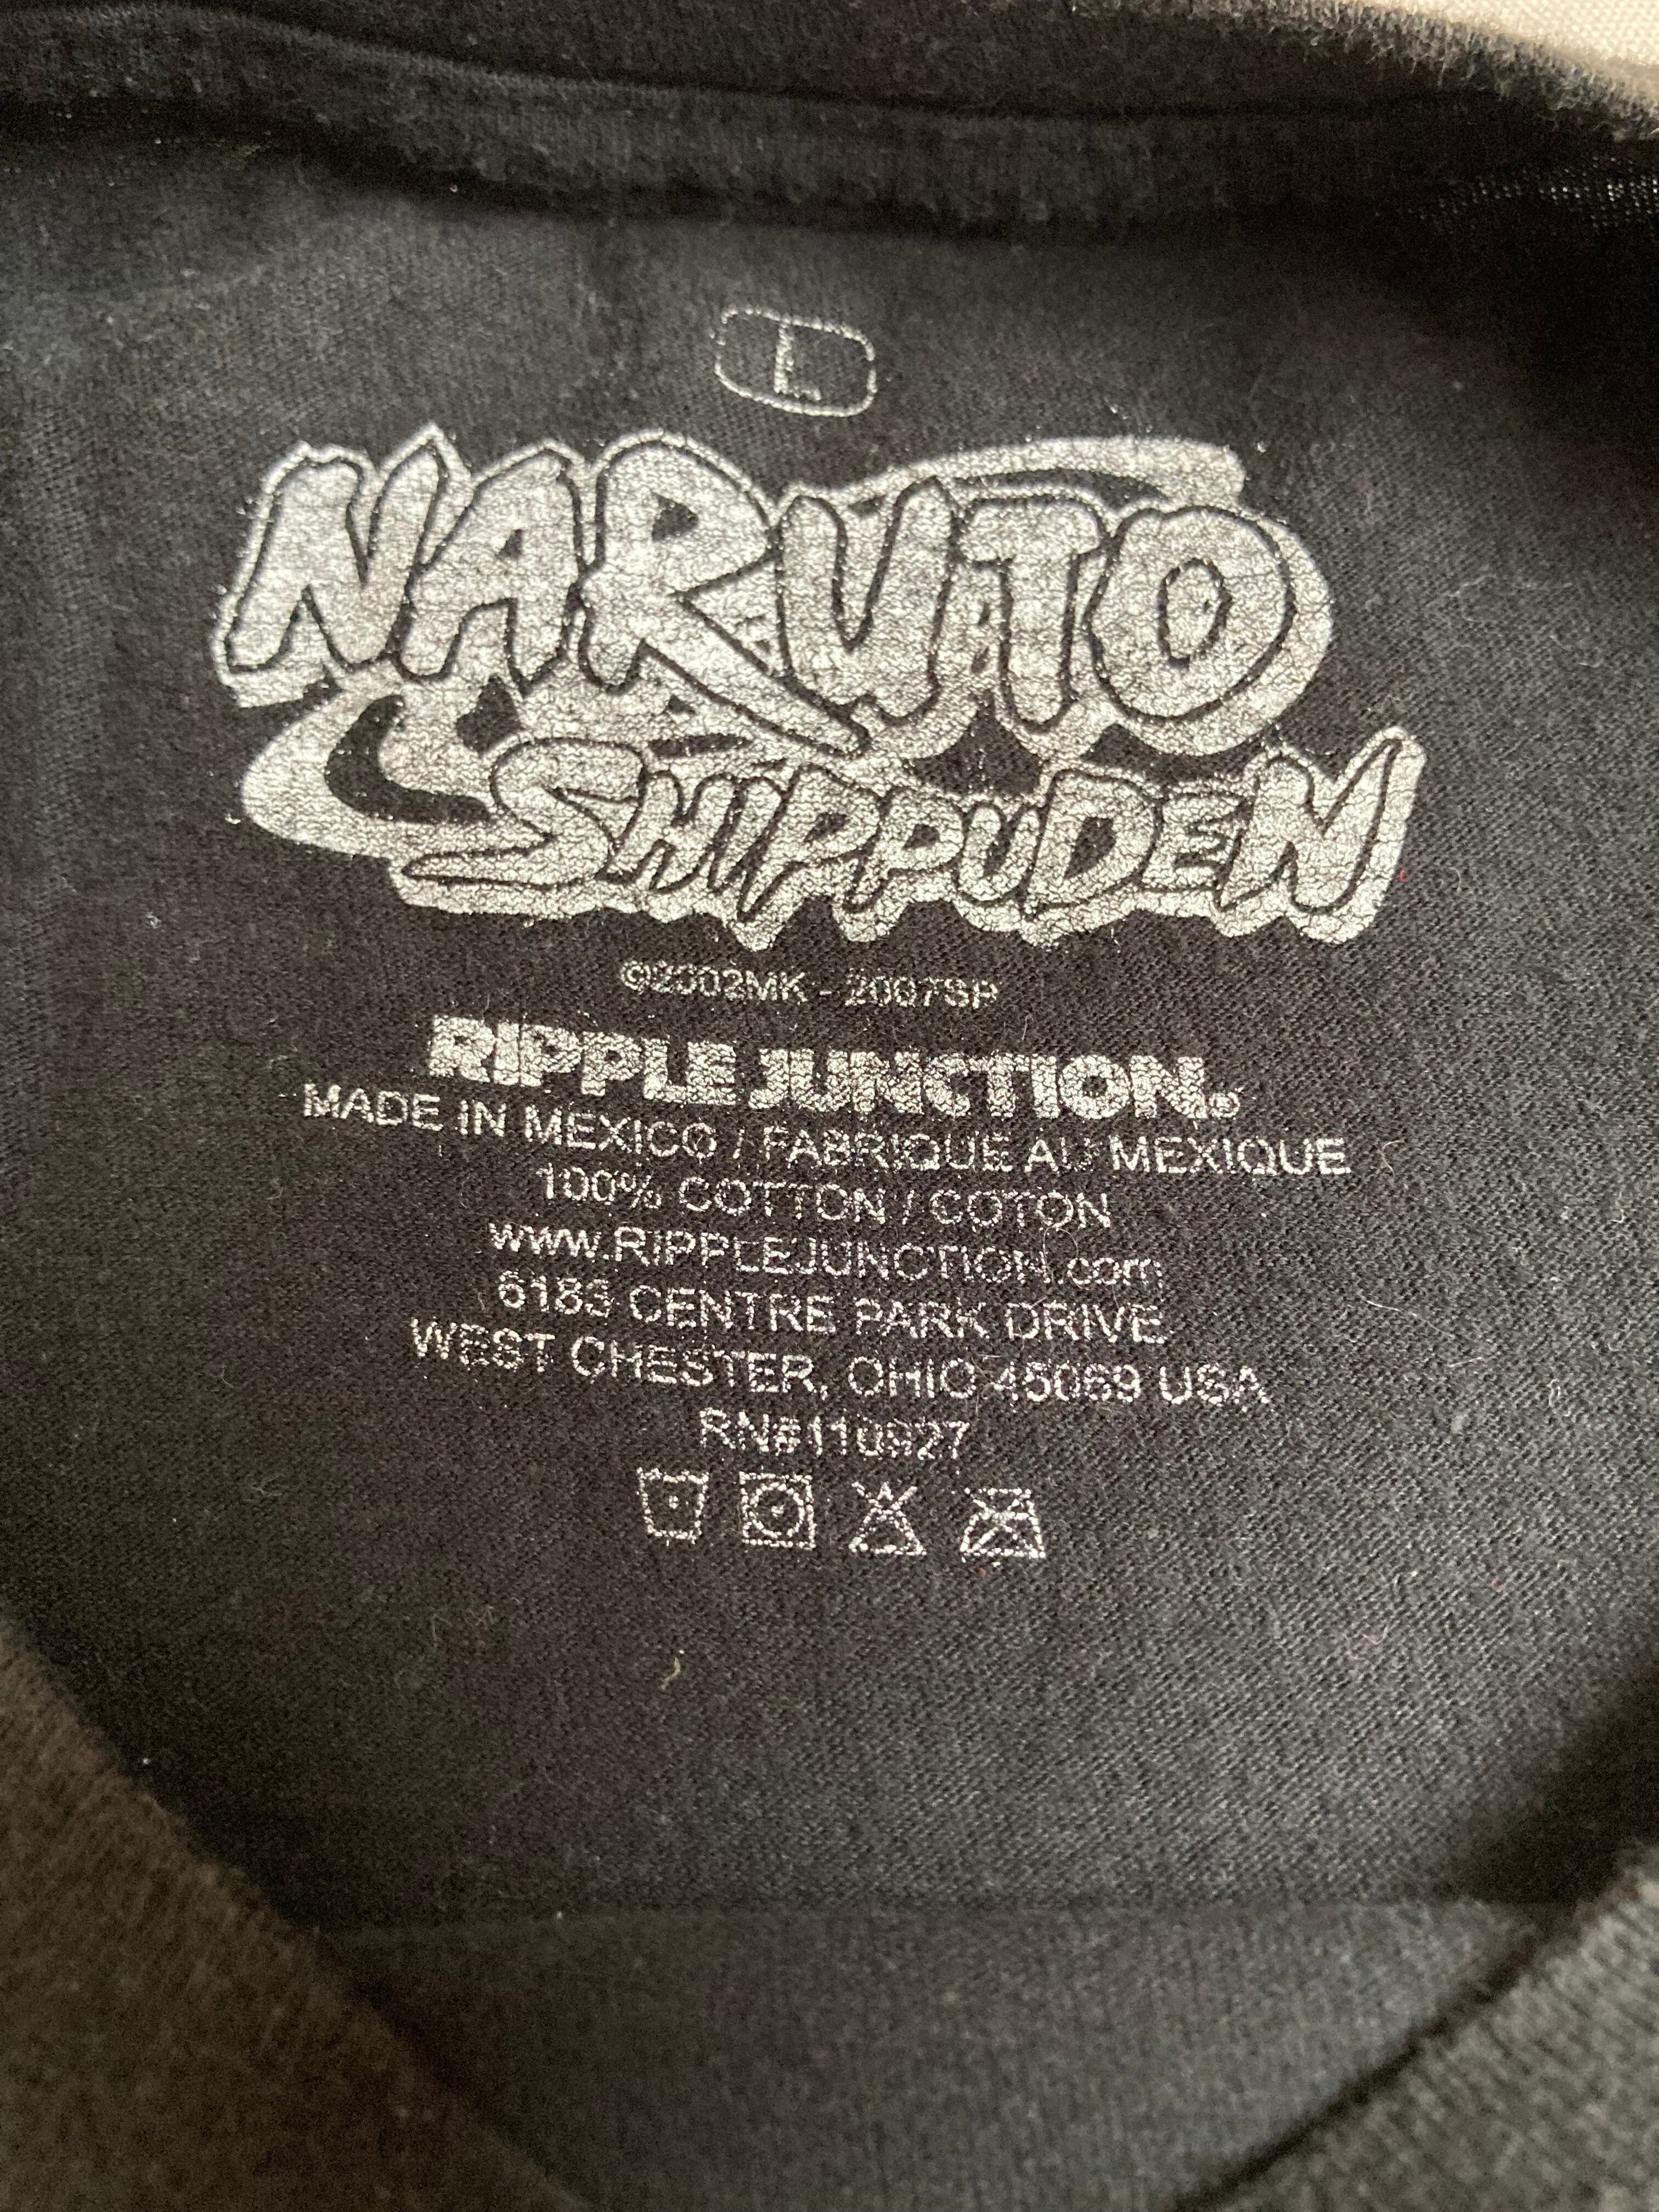 L
NARUTO
SHIPPUDEN
©2002MK - 2007SP
RIPPLE JUNCTION®
MADE IN MEXICO / FABRIQUE AU MEXIQUE
100% COTTON / COTON
www.RIPPLEJUNCTION.com
6183 CENTRE PARK DRIVE
WEST CHESTER, OHIO 45069 USA
RN#110927